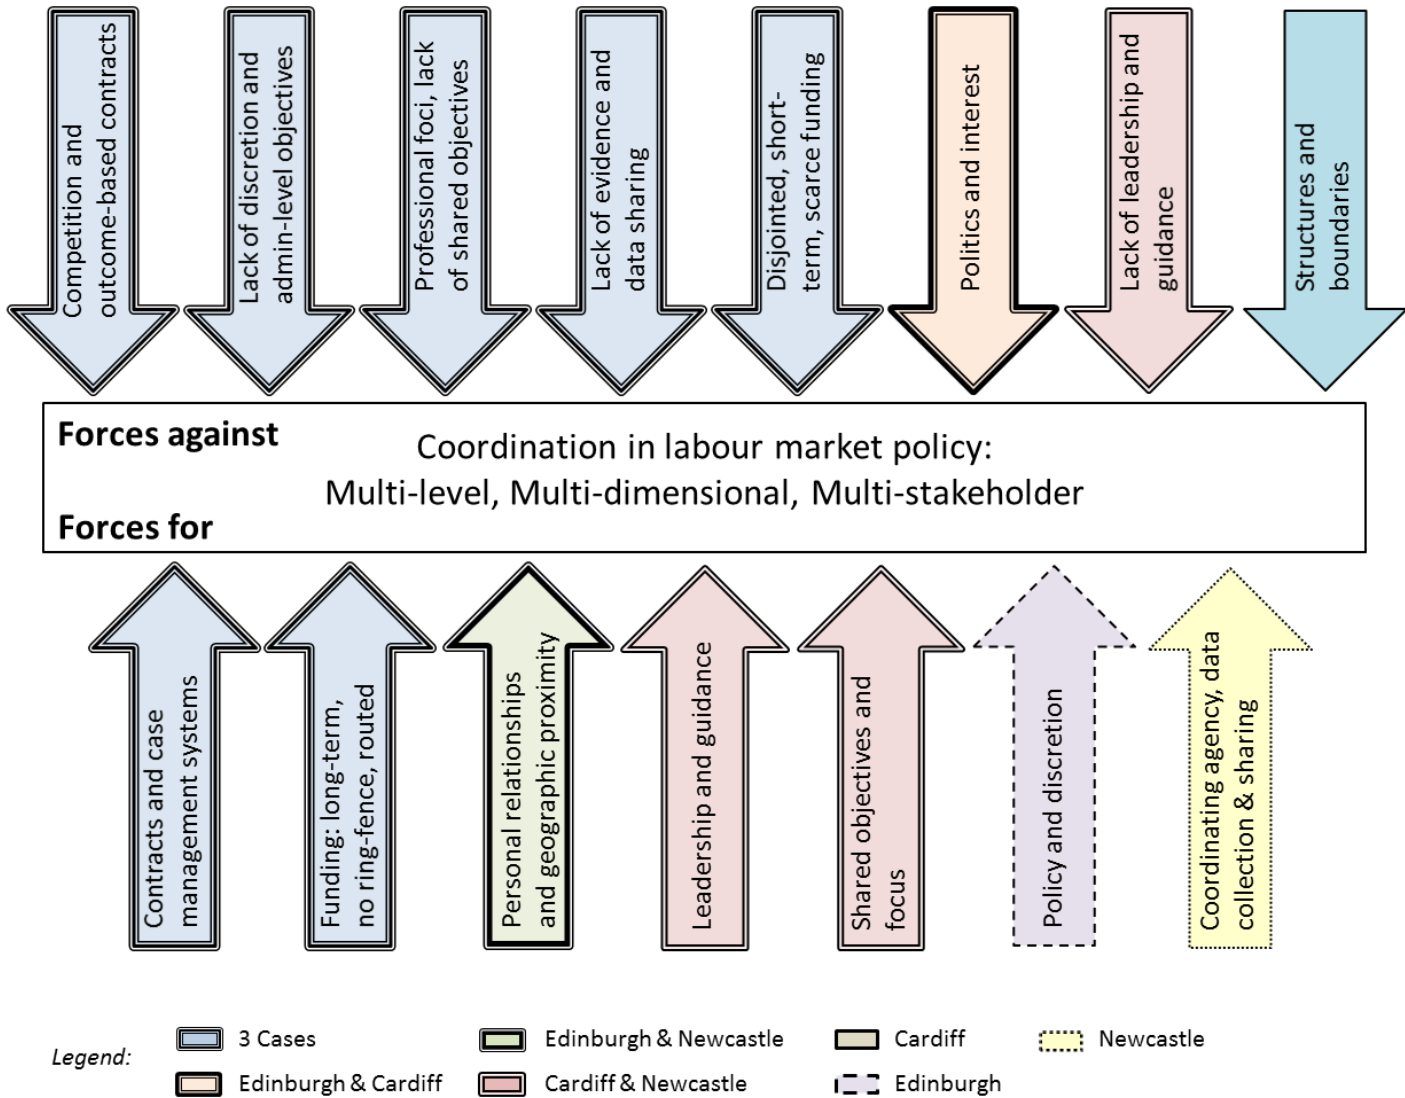 Competition and
outcome-based contracts
Lack of discretion and
admin-level objectives
Professional foci, lack
of shared objectives
Lack of evidence and
data sharing
Disjointed, short-
term, scarce funding
Politics and interest
Lack of leadership and
guidance
Structures and
boundaries
Forces against
Coordination in labour market policy:
Multi-level, Multi-dimensional, Multi-stakeholder
Forces for
Contracts and case
management systems
Funding: long-term,
no ring-fence, routed
Personal relationships
and geographic proximity
Leadership and guidance
Shared objectives and
focus
Policy and discretion
Coordinating agency, data
collection & sharing
Legend:
3 Cases
Edinburgh & Newcastle
Cardiff
Newcastle
Edinburgh & Cardiff
Cardiff & Newcastle
Edinburgh